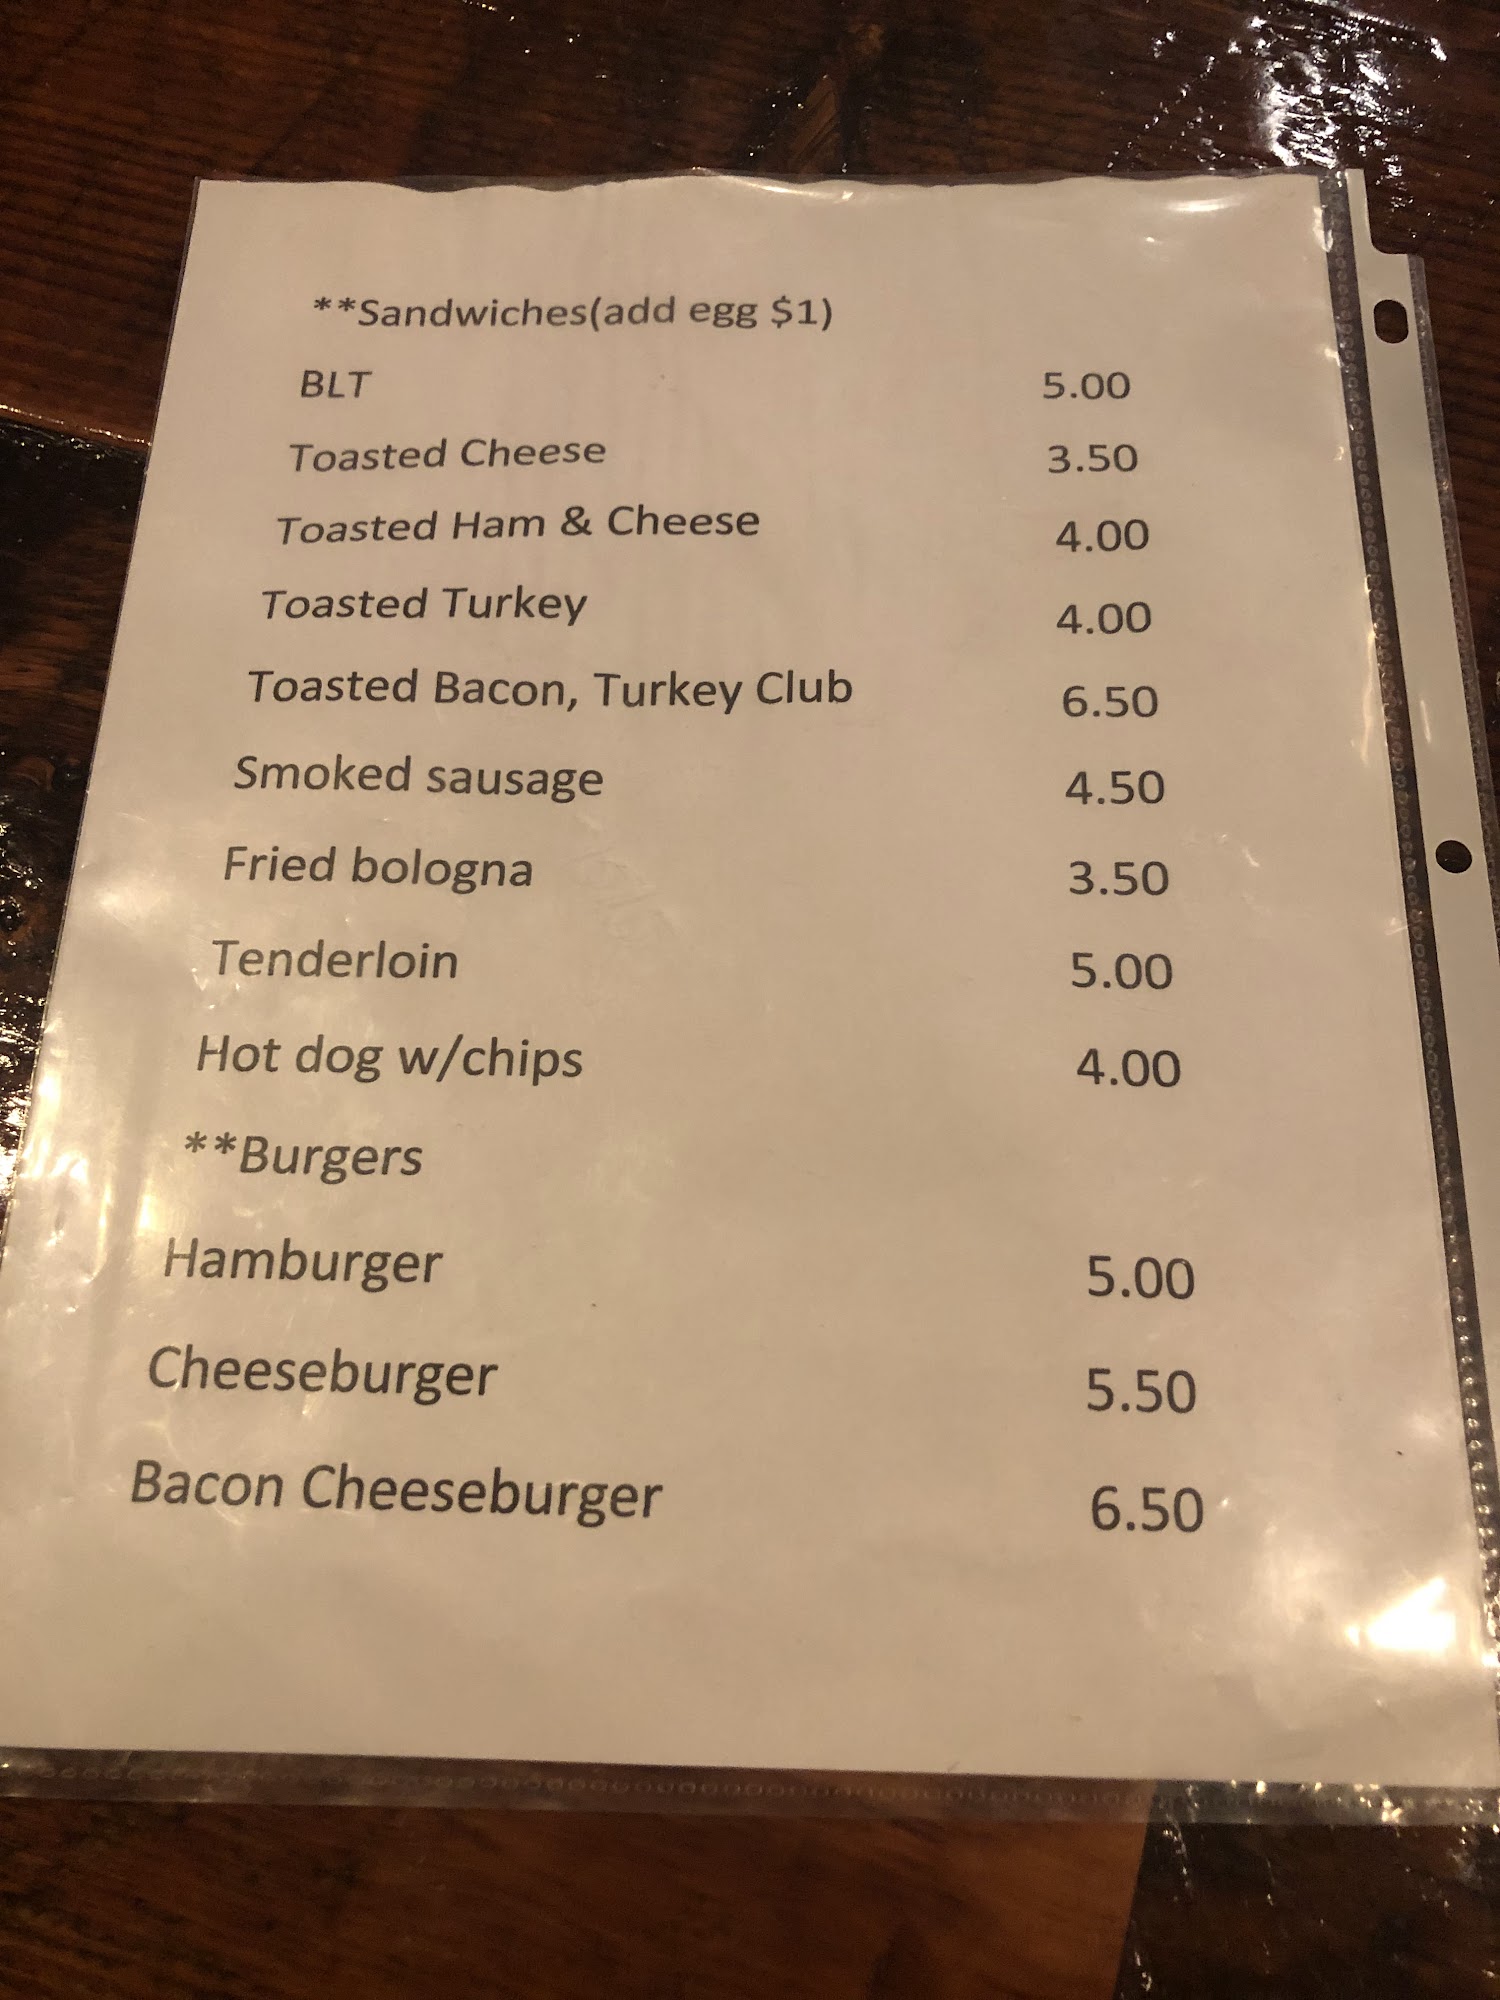 **Sandwiches(add egg $1)
BLT 5.00
Toasted Cheese 3.50
Toasted Ham & Cheese 4.00
Toasted Turkey 4.00
Toasted Bacon, Turkey Club 6.50
Smoked sausage 4.50
Fried bologna 3.50
Tenderloin 5.00
Hot dog w/chips 4.00
**Burgers
Hamburger 5.00
Cheeseburger 5.50
Bacon Cheeseburger 6.50